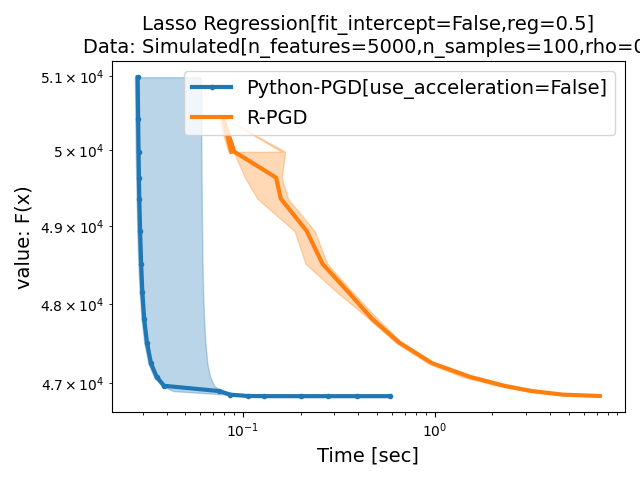 Lasso Regression[fit_intercept=False,reg=0.5]
Data: Simulated[n_features=5000,n_samples=100,rho=0
Python-PGD[use_acceleration=False]
R-PGD
value: F(x)
5.1 × 10⁴
5 × 10⁴
4.9 × 10⁴
4.8 × 10⁴
4.7 × 10⁴
10⁻¹
10⁰
Time [sec]